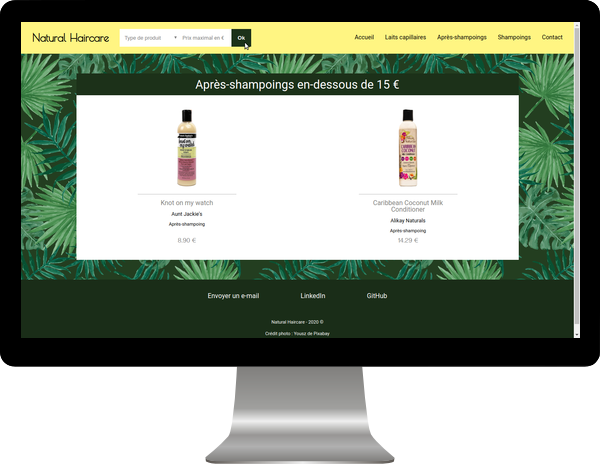 Natural Haircare
Type de produit
Prix maximal en €
Ok
Accueil
Laits capillaires
Après-shampoings
Shampoings
Contact
Après-shampoings en-dessous de 15 €
Knot on my watch
Aunt Jackie's
Après-shampoing
8.90 €
Caribbean Coconut Milk
Conditioner
Alikay Naturals
Après-shampoing
14.29 €
Envoyer un e-mail
LinkedIn
GitHub
Natural Haircare - 2020 ©
Crédit photo : Youaz de Pixabay